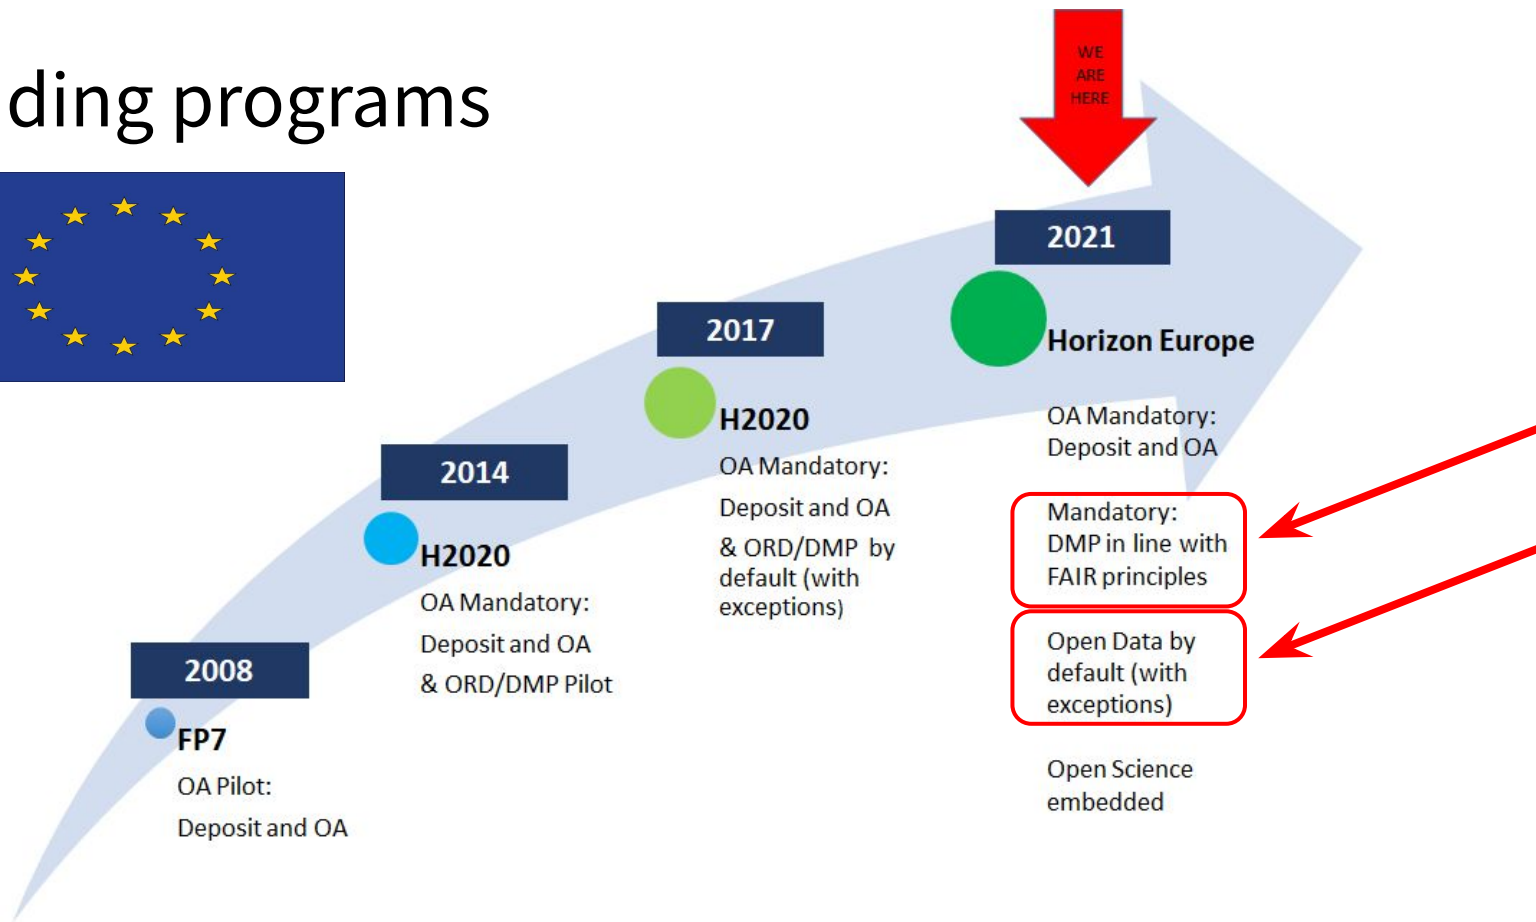 ding programs
WE
ARE
HERE
2021
Horizon Europe
OA Mandatory:
Deposit and OA
Mandatory:
DMP in line with
FAIR principles
Open Data by
default (with
exceptions)
Open Science
embedded
2017
H2020
OA Mandatory:
Deposit and OA
& ORD/DMP by
default (with
exceptions)
2014
H2020
OA Mandatory:
Deposit and OA
& ORD/DMP Pilot
2008
FP7
OA Pilot:
Deposit and OA